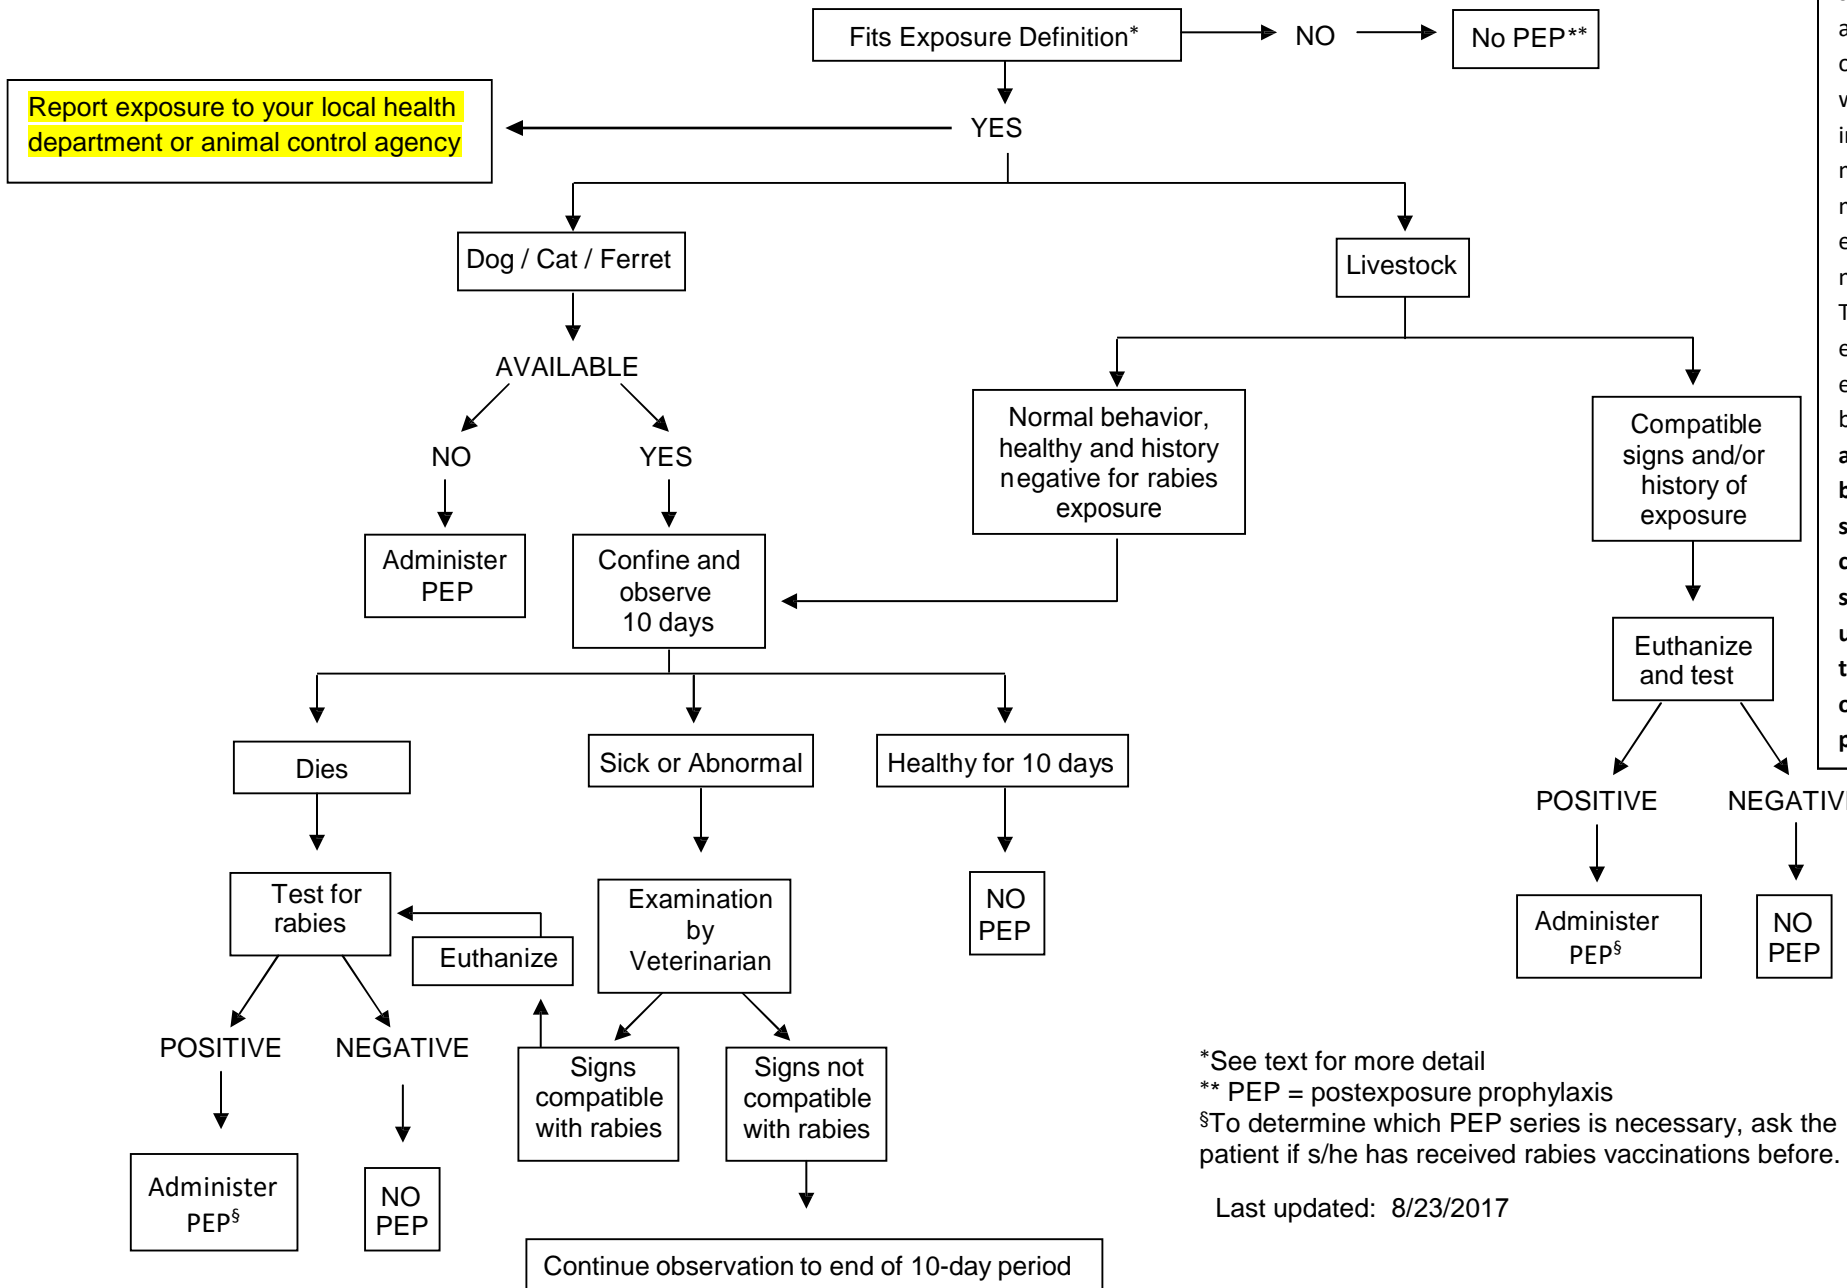 Fits Exposure Definition*
NO
No PEP**
Report exposure to your local health
department or animal control agency
YES
Dog / Cat / Ferret
Livestock
AVAILABLE
NO
YES
Administer
PEP
Confine and
observe
10 days
Normal behavior,
healthy and history
negative for rabies
exposure
Compatible
signs and/or
history of
exposure
Euthanize
and test
Dies
Sick or Abnormal
Healthy for 10 days
POSITIVE
NEGATIVE
Test for
rabies
Euthanize
Examination
by
Veterinarian
NO
PEP
Administer
PEP§
NO
PEP
POSITIVE
NEGATIVE
Signs
compatible
with rabies
Signs not
compatible
with rabies
Administer
PEP§
NO
PEP
Continue observation to end of 10-day period
*See text for more detail
** PEP = postexposure prophylaxis
§To determine which PEP series is necessary, ask the
patient if s/he has received rabies vaccinations before.
Last updated: 8/23/2017